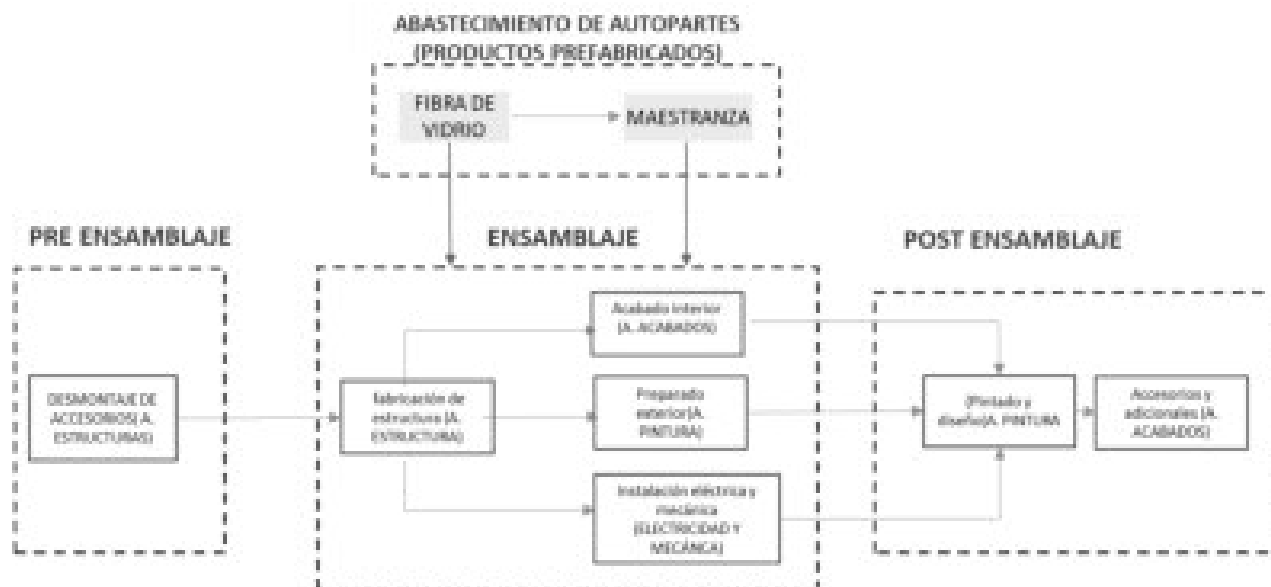 ABASTECIMIENTO DE AUTOPARTES
(PRODUCTOS PREFABRICADOS)
FIBRA DE
VIDRIO
MAESTRANZA
PRE ENSAMBLAJE
ENSAMBLAJE
POST ENSAMBLAJE
DESMONTAJE DE
ACCESORIOS( A.
ESTRUCTURAS)
fabricación de
estructura (A.
ESTRUCTURA)
Acabado interior
(A. ACABADOS)
Preparado
exterior(A.
PINTURA)
Instalación eléctrica y
mecánica
(ELECTRICIDAD Y
MECÁNCA)
(Pintado y
diseño(A. PINTURA
Accesorios y
adicionales (A.
ACABADOS)